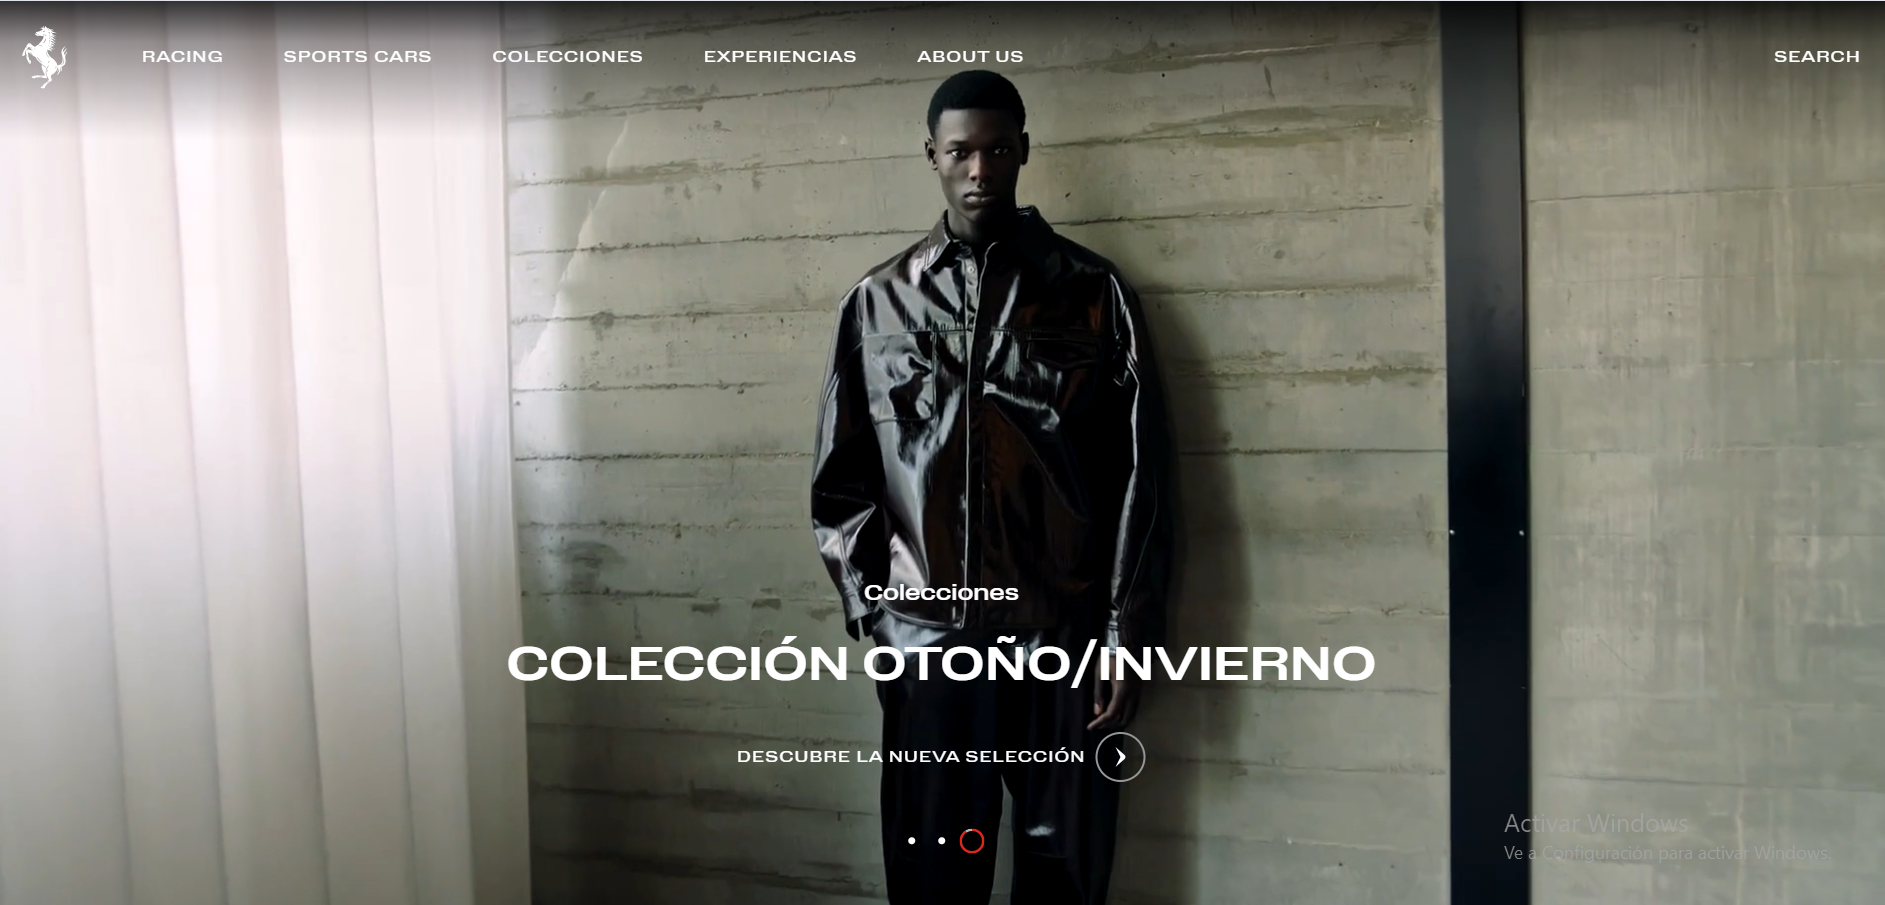 RACING
SPORTS CARS
COLECCIONES
EXPERIENCIAS
ABOUT US
SEARCH
Colecciones
COLECCIÓN OTOÑO/INVIERNO
DESCUBRE LA NUEVA SELECCIÓN
Activar Windows
Ve a Configuración para activar Windows.